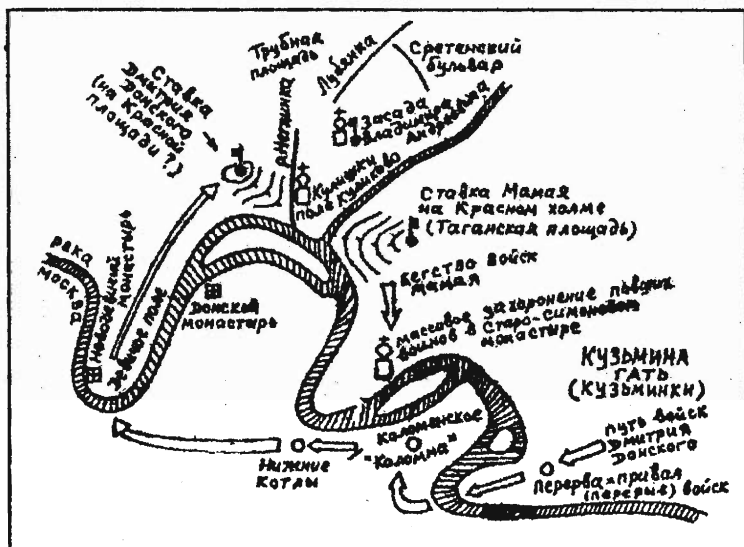 Ставка
Дмитрия
Донского
(на Красной
площади?)
Трубная
площадь
р. Неглинка
Лубянка
Сретенский
бульвар
Засада
Владимира
Андреевича
Кулишки
поле Куликово
Ставка Мамая
на Красном холме
(Таганская площадь)
бегство войск
Мамая
река
Москва
Новодевичий монастырь
Девичье поле
Донской
монастырь
массовое захоронение павших
воинов в Старо-Симоновом
монастыре
КУЗЬМИНА
ГАТЬ
(КУЗЬМИНКИ)
путь войск
Дмитрия
Донского
Коломенское
"Коломна"
Нижние
Котлы
Перерва=привал
(перерыв) войск